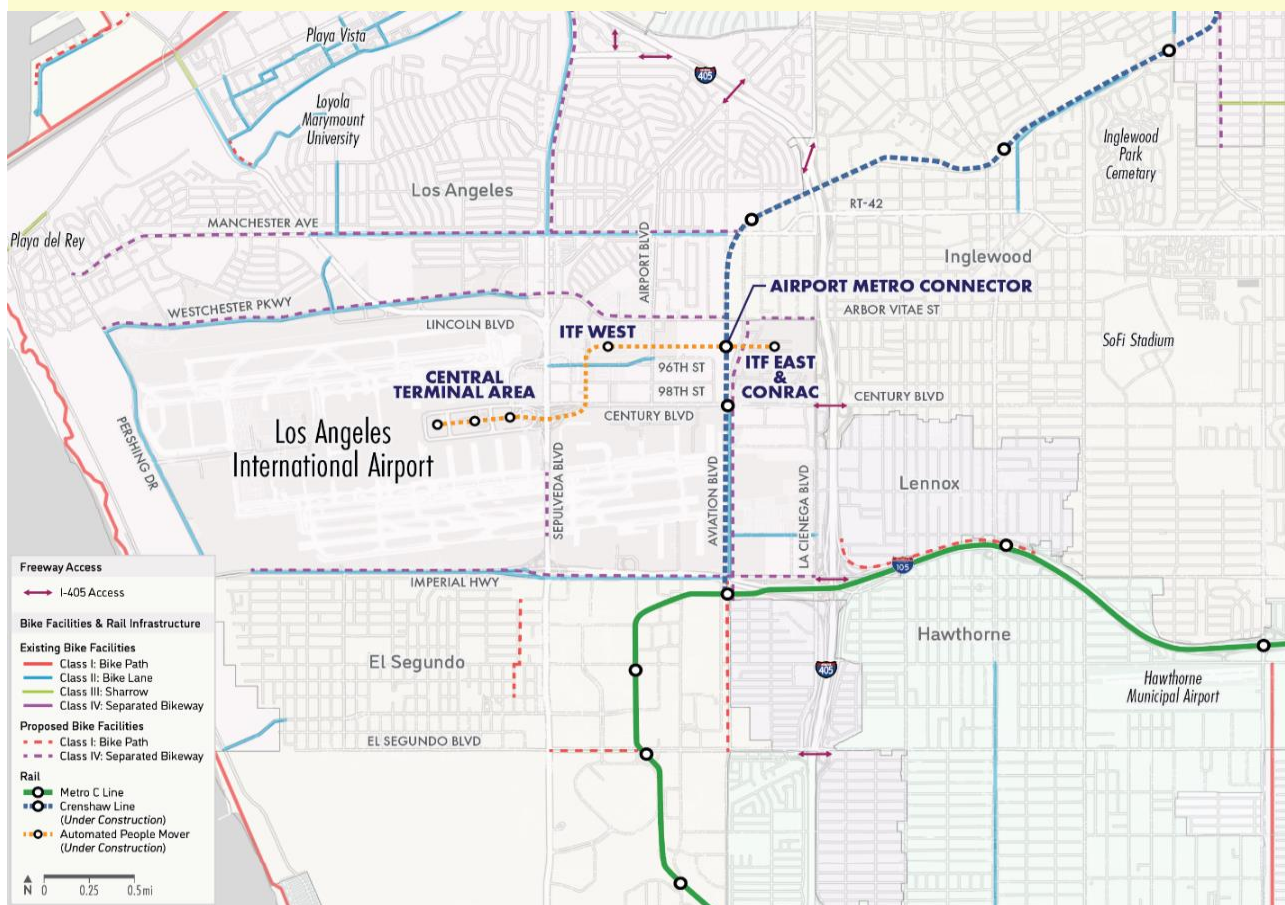 Playa Vista
405
Loyola
Marymount
University
Inglewood
Park
Cemetary
Los Angeles
RT-42
MANCHESTER AVE
Playa del Rey
AIRPORT BLVD
Inglewood
AIRPORT METRO CONNECTOR
WESTCHESTER PKWY
ARBOR VITAE ST
LINCOLN BLVD
ITF WEST
SoFi Stadium
96TH ST
ITF EAST
& 
CONRAC
CENTRAL
TERMINAL AREA
98TH ST
CENTURY BLVD
CENTURY BLVD
Los Angeles
International Airport
PERSHING DR
SEPULVEDA BLVD
AVIATION BLVD
LA CIENEGA BLVD
Lennox
105
IMPERIAL HWY
El Segundo
Hawthorne
405
Hawthorne
Municipal Airport
EL SEGUNDO BLVD
Freeway Access
I-405 Access
Bike Facilities & Rail Infrastructure
Existing Bike Facilities
Class I: Bike Path
Class II: Bike Lane
Class III: Sharrow
Class IV: Separated Bikeway
Proposed Bike Facilities
Class I: Bike Path
Class IV: Separated Bikeway
Rail
Metro C Line
Crenshaw Line
(Under Construction)
Automated People Mover
(Under Construction)
N 0 0.25 0.5 mi